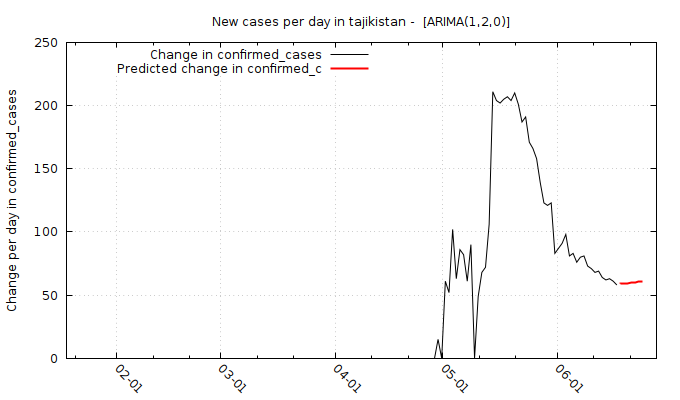 New cases per day in tajikistan - [ARIMA(1,2,0)]
Change in confirmed_cases
Predicted change in confirmed_c
Change per day in confirmed_cases
250
200
150
100
50
0
02-01
03-01
04-01
05-01
06-01